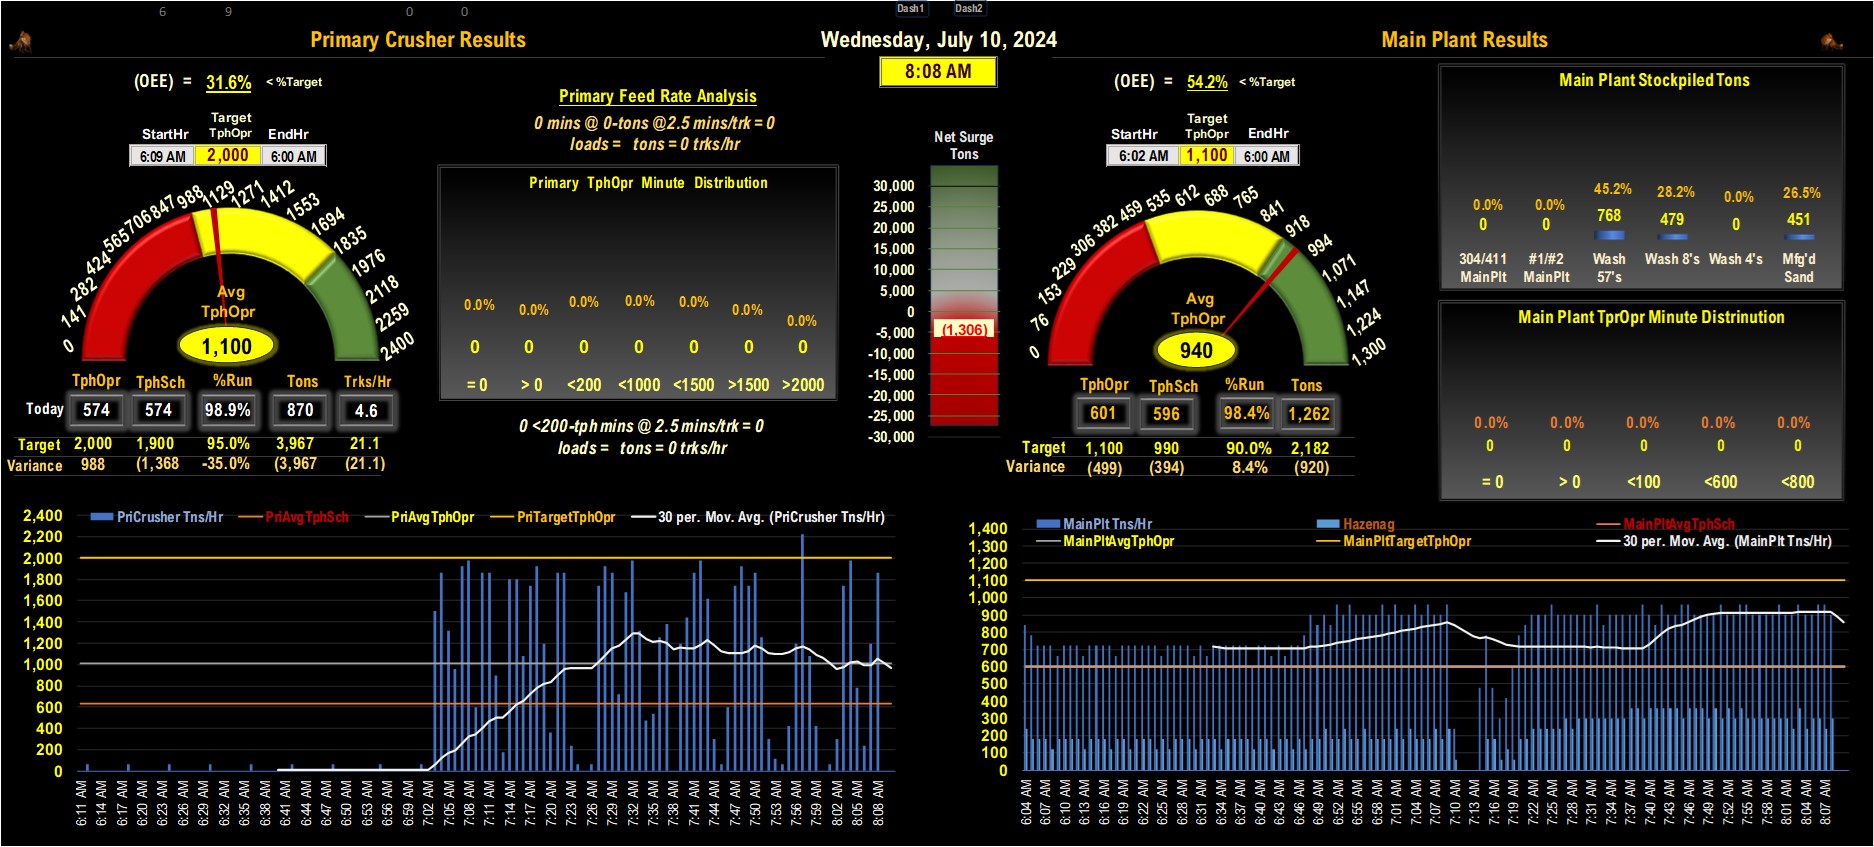 6 9 0 0 Dash1 Dash2
Primary Crusher Results
Wednesday, July 10, 2024
Main Plant Results
8:08 AM
(OEE) = 31.6% < %Target
Target
StartHr TphOpr EndHr
6:09 AM 2,000 6:00 AM
0 141 282 424 565 706 847 988 1129 1271 1412 1553 1694 1835 1976 2118 2259 2400
Avg
TphOpr
1,100
TphOpr TphSch %Run Tons Trks/Hr
Today 574 574 98.9% 870 4.6
Target 2,000 1,900 95.0% 3,967 21.1
Variance 988 (1,368 -35.0% (3,967 (21.1)
Primary Feed Rate Analysis
0 mins @ 0-tons @2.5 mins/trk = 0
loads = tons = 0 trks/hr
Primary TphOpr Minute Distribution
0.0% 0.0% 0.0% 0.0% 0.0% 0.0% 0.0%
0 0 0 0 0 0 0
= 0 > 0 <200 <1000 <1500 >1500 >2000
0 <200-tph mins @ 2.5 mins/trk = 0
loads = tons = 0 trks/hr
Net Surge
Tons
30,000
25,000
20,000
15,000
10,000
5,000
0
-5,000
-10,000
-15,000
-20,000
-25,000
-30,000
(1,306)
(OEE) = 54.2% < %Target
Target
StartHr TphOpr EndHr
6:02 AM 1,100 6:00 AM
0 76 153 229 306 382 459 535 612 688 765 841 918 994 1,071 1,147 1,224 1,300
Avg
TphOpr
940
TphOpr TphSch %Run Tons
601 596 98.4% 1,262
Target 1,100 990 90.0% 2,182
Variance (499) (394) 8.4% (920)
Main Plant Stockpiled Tons
0.0% 0.0% 45.2% 28.2% 0.0% 26.5%
0 0 768 479 0 451
304/411 #1/#2 Wash Wash 8's Wash 4's Mfg'd
MainPlt MainPlt 57's Sand
Main Plant TprOpr Minute Distrinution
0.0% 0.0% 0.0% 0.0% 0.0%
0 0 0 0 0
= 0 > 0 <100 <600 <800
PriCrusher Tns/Hr PriAvgTphSch PriAvgTphOpr PriTargetTphOpr 30 per. Mov. Avg. (PriCrusher Tns/Hr)
2,400
2,200
2,000
1,800
1,600
1,400
1,200
1,000
800
600
400
200
0
6:11 AM 6:14 AM 6:17 AM 6:20 AM 6:23 AM 6:26 AM 6:29 AM 6:32 AM 6:35 AM 6:38 AM 6:41 AM 6:44 AM 6:47 AM 6:50 AM 6:53 AM 6:56 AM 6:59 AM 7:02 AM 7:05 AM 7:08 AM 7:11 AM 7:14 AM 7:17 AM 7:20 AM 7:23 AM 7:26 AM 7:29 AM 7:32 AM 7:35 AM 7:38 AM 7:41 AM 7:44 AM 7:47 AM 7:50 AM 7:53 AM 7:56 AM 7:59 AM 8:02 AM 8:05 AM 8:08 AM
MainPlt Tns/Hr Hazenag MainPltAvgTphSch
MainPltAvgTphOpr MainPltTargetTphOpr 30 per. Mov. Avg. (MainPlt Tns/Hr)
1,400
1,300
1,200
1,100
1,000
900
800
700
600
500
400
300
200
100
0
6:04 AM 6:07 AM 6:10 AM 6:13 AM 6:16 AM 6:19 AM 6:22 AM 6:25 AM 6:28 AM 6:31 AM 6:34 AM 6:37 AM 6:40 AM 6:43 AM 6:46 AM 6:49 AM 6:52 AM 6:55 AM 6:58 AM 7:01 AM 7:04 AM 7:07 AM 7:10 AM 7:13 AM 7:16 AM 7:19 AM 7:22 AM 7:25 AM 7:28 AM 7:31 AM 7:34 AM 7:37 AM 7:40 AM 7:43 AM 7:46 AM 7:49 AM 7:52 AM 7:55 AM 7:58 AM 8:01 AM 8:04 AM 8:07 AM